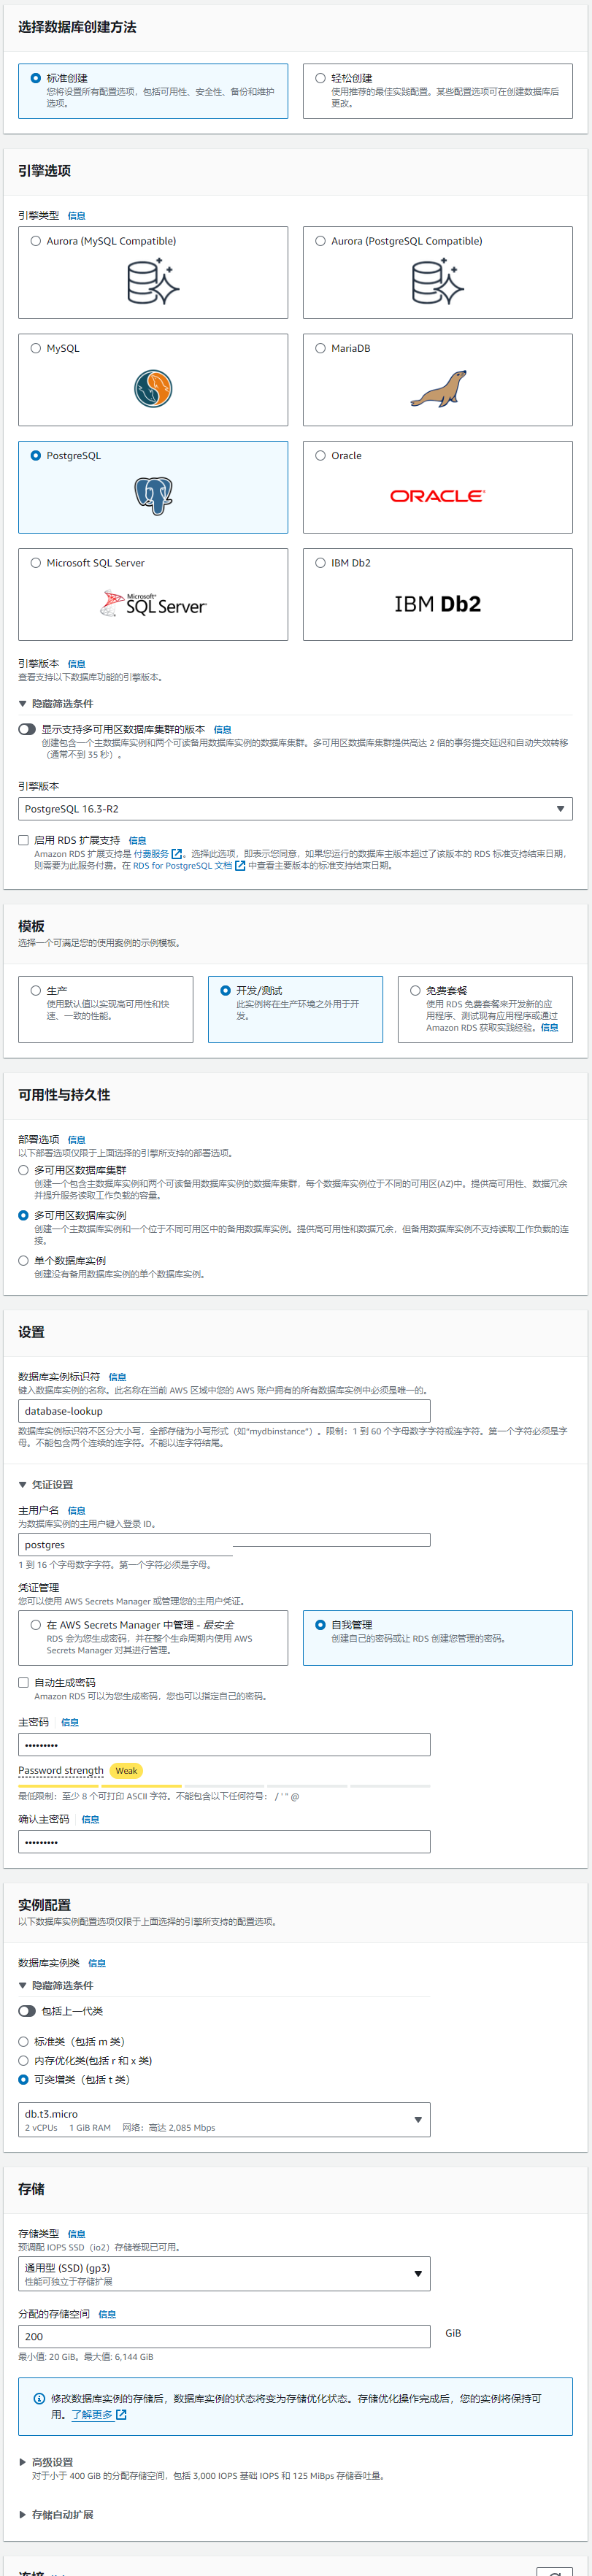 选择数据库创建方法
标准创建
您将设置所有配置选项，包括可用性、安全性、备份和维护
选项。
轻松创建
使用推荐的最佳实践配置。某些配置选项可在创建数据库后
更改。
引擎选项
引擎类型 信息
Aurora (MySQL Compatible)
Aurora (PostgreSQL Compatible)
MySQL
MariaDB
PostgreSQL
Oracle
ORACLE
Microsoft SQL Server
Microsoft
SQL Server
IBM Db2
IBM Db2
引擎版本 信息
查看支持以下数据库功能的引擎版本。
隐藏筛选条件
显示支持多可用区数据库集群的版本 信息
创建包含一个主数据库实例和两个可读备用数据库实例的数据库集群。多可用区数据库集群提供高达 2 倍的事务提交延迟和自动失效转移
（通常不到 35 秒）。
引擎版本
PostgreSQL 16.3-R2
启用 RDS 扩展支持 信息
Amazon RDS 扩展支持是 付费服务 。选择此选项，即表示您同意，如果您运行的数据库主版本超过了该版本的 RDS 标准支持结束日期，
则需要为此服务付费。在 RDS for PostgreSQL 文档 中查看主要版本的标准支持结束日期。
模板
选择一个可满足您的使用案例的示例模板。
生产
使用默认值以实现高可用性和快
速、一致的性能。
开发/测试
此实例将在生产环境之外用于开
发。
免费套餐
使用 RDS 免费套餐来开发新的应
用程序、测试现有应用程序或通过
Amazon RDS 获取实践经验。信息
可用性与持久性
部署选项 信息
以下部署选项仅限于上面选择的引擎所支持的部署选项。
多可用区数据库集群
创建一个包含主数据库实例和两个可读备用数据库实例的数据库集群，每个数据库实例位于不同的可用区(AZ)中。提供高可用性、数据冗余
并提升服务读取工作负载的容量。
多可用区数据库实例
创建一个主数据库实例和一个位于不同可用区中的备用数据库实例。提供高可用性和数据冗余，但备用数据库实例不支持读取工作负载的连
接。
单个数据库实例
创建没有备用数据库实例的单个数据库实例。
设置
数据库实例标识符 信息
键入数据库实例的名称。此名称在当前 AWS 区域中您的 AWS 账户拥有的所有数据库实例中必须是唯一的。
database-lookup
数据库实例标识符不区分大小写，全部存储为小写形式（如"mydbinstance"）。限制：1 到 60 个字母数字字符或连字符。第一个字符必须是字
母。不能包含两个连续的连字符。不能以连字符结尾。
凭证设置
主用户名 信息
为数据库实例的主用户键入登录 ID。
postgres
1 到 16 个字母数字字符。第一个字符必须是字母。
凭证管理
您可以使用 AWS Secrets Manager 或管理您的主用户凭证。
在 AWS Secrets Manager 中管理 - 最安全
RDS 会为您生成密码，并在整个生命周期内使用 AWS
Secrets Manager 对其进行管理。
自我管理
创建自己的密码或让 RDS 创建您管理的密码。
自动生成密码
Amazon RDS 可以为您生成密码，您也可以指定自己的密码。
主密码 信息
•••••••••
Password strength Weak
最低限制：至少 8 个可打印 ASCII 字符。不能包含以下任何符号： / ' " @
确认主密码 信息
•••••••••
实例配置
以下数据库实例配置选项仅限于上面选择的引擎所支持的配置选项。
数据库实例类 信息
隐藏筛选条件
包括上一代类
标准类（包括 m 类）
内存优化类(包括 r 和 x 类)
可突增类（包括 t 类）
db.t3.micro
2 vCPUs 1 GiB RAM 网络：高达 2,085 Mbps
存储
存储类型 信息
预调配 IOPS SSD（io2）存储卷现已可用。
通用型 (SSD) (gp3)
性能可独立于存储扩展
分配的存储空间 信息
200
GiB
最小值: 20 GiB。最大值: 6,144 GiB
修改数据库实例的存储后，数据库实例的状态将变为存储优化状态。存储优化操作完成后，您的实例将保持可
用。了解更多
高级设置
对于小于 400 GiB 的分配存储空间，包括 3,000 IOPS 基础 IOPS 和 125 MiBps 存储吞吐量。
存储自动扩展